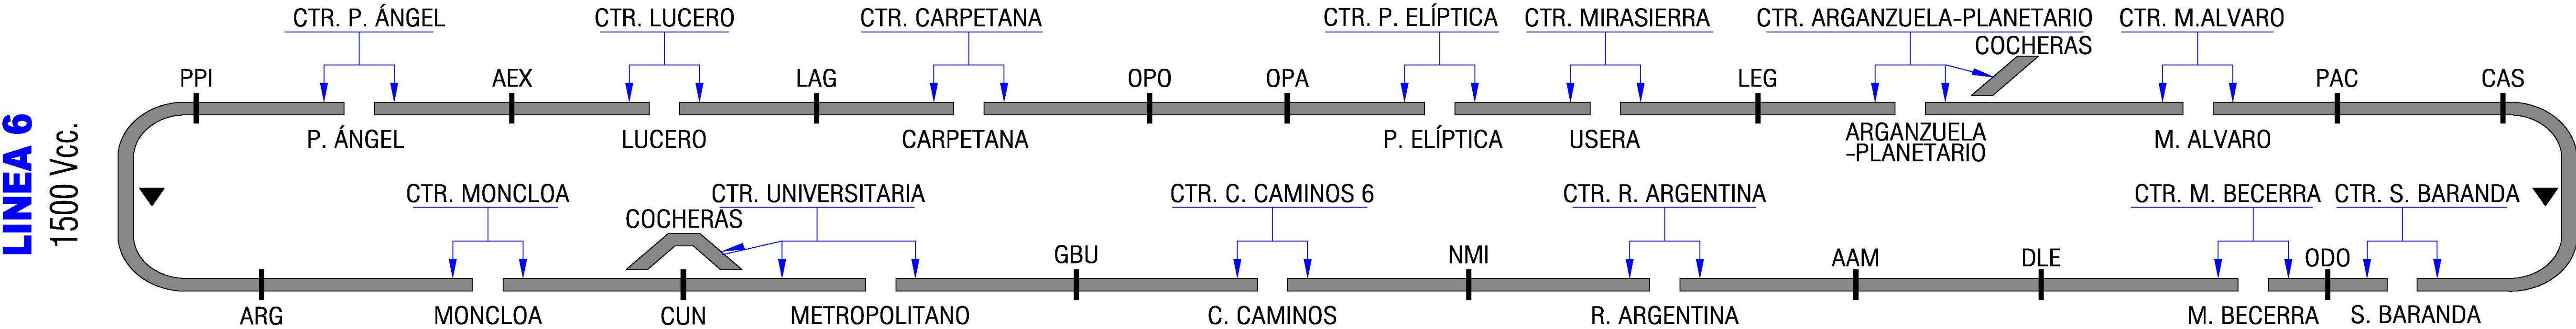 LINEA 6
1500 Vcc.
CTR. P. ÁNGEL
CTR. LUCERO
CTR. CARPETANA
CTR. P. ELÍPTICA
CTR. MIRASIERRA
CTR. ARGANZUELA-PLANETARIO
CTR. M.ALVARO
COCHERAS
PPI
AEX
LAG
OPO
OPA
LEG
PAC
CAS
P. ÁNGEL
LUCERO
CARPETANA
P. ELÍPTICA
USERA
ARGANZUELA
-PLANETARIO
M. ALVARO
CTR. MONCLOA
CTR. UNIVERSITARIA
CTR. C. CAMINOS 6
CTR. R. ARGENTINA
CTR. M. BECERRA
CTR. S. BARANDA
COCHERAS
GBU
NMI
AAM
DLE
ODO
ARG
MONCLOA
CUN
METROPOLITANO
C. CAMINOS
R. ARGENTINA
M. BECERRA
S. BARANDA